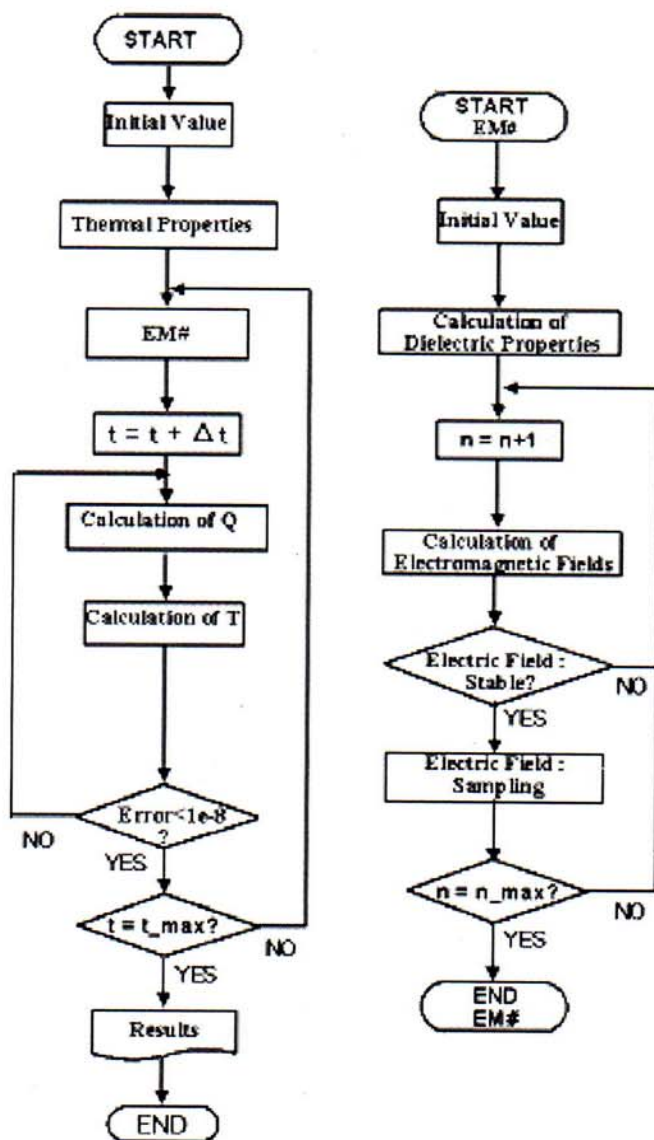 START
Initial Value
Thermal Properties
EM#
t = t + Δ t
Calculation of Q
Calculation of T
Error<1e-8
?
NO
YES
t = t_max?
NO
YES
Results
END
START
EM#
Initial Value
Calculation of
Dielectric Properties
n = n+1
Calculation of
Electromagnetic Fields
Electric Field :
Stable?
NO
YES
Electric Field :
Sampling
n = n_max?
NO
YES
END
EM#